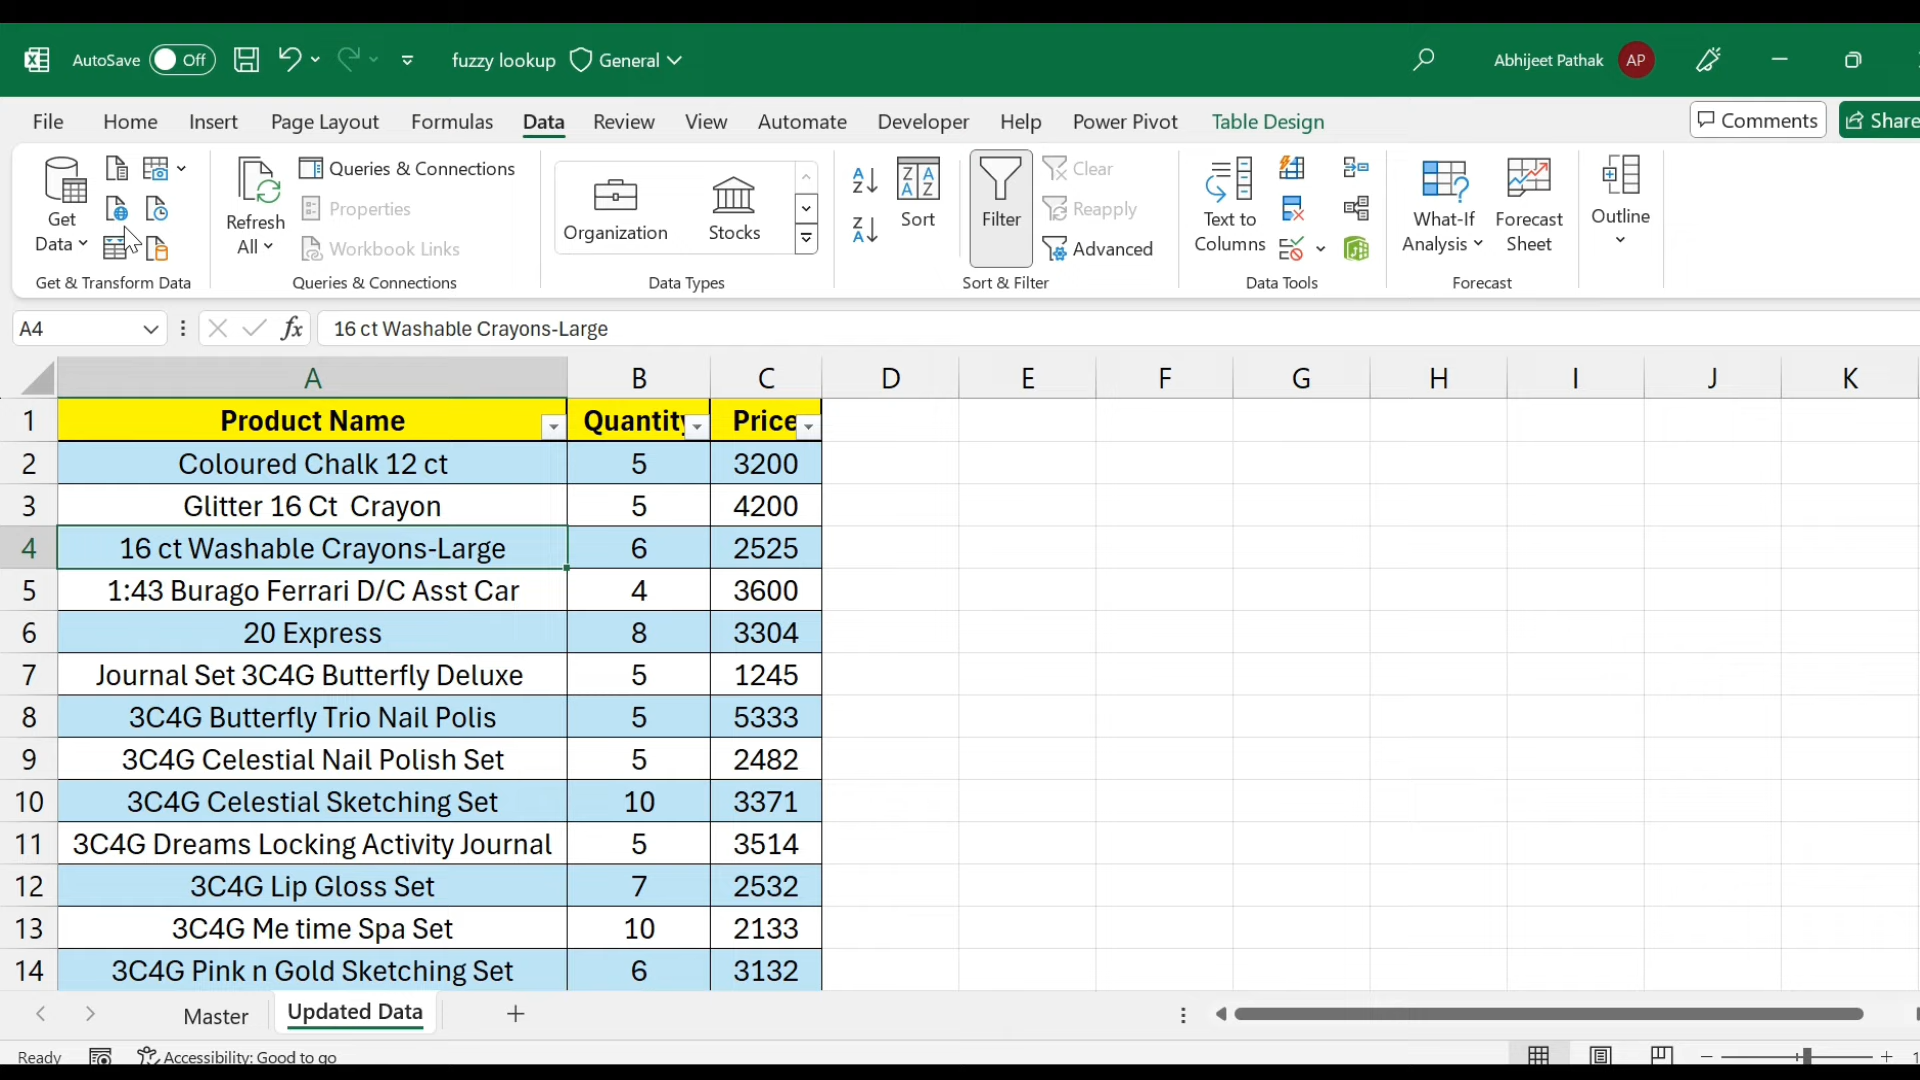 AutoSave Off fuzzy lookup General Abhijeet Pathak AP
File Home Insert Page Layout Formulas Data Review View Automate Developer Help Power Pivot Table Design Comments Share
Get Data Refresh All Queries & Connections Properties Workbook Links Organization Stocks Sort Filter Clear Reapply Advanced Text to Columns What-If Analysis Forecast Sheet Outline
Get & Transform Data Queries & Connections Data Types Sort & Filter Data Tools Forecast
A4 fx 16 ct Washable Crayons-Large
A B C D E F G H I J K
1 Product Name Quantity Price
2 Coloured Chalk 12 ct 5 3200
3 Glitter 16 Ct  Crayon 5 4200
4 16 ct Washable Crayons-Large 6 2525
5 1:43 Burago Ferrari D/C Asst Car 4 3600
6 20 Express 8 3304
7 Journal Set 3C4G Butterfly Deluxe 5 1245
8 3C4G Butterfly Trio Nail Polis 5 5333
9 3C4G Celestial Nail Polish Set 5 2482
10 3C4G Celestial Sketching Set 10 3371
11 3C4G Dreams Locking Activity Journal 5 3514
12 3C4G Lip Gloss Set 7 2532
13 3C4G Me time Spa Set 10 2133
14 3C4G Pink n Gold Sketching Set 6 3132
Master Updated Data
Ready Accessibility: Good to go